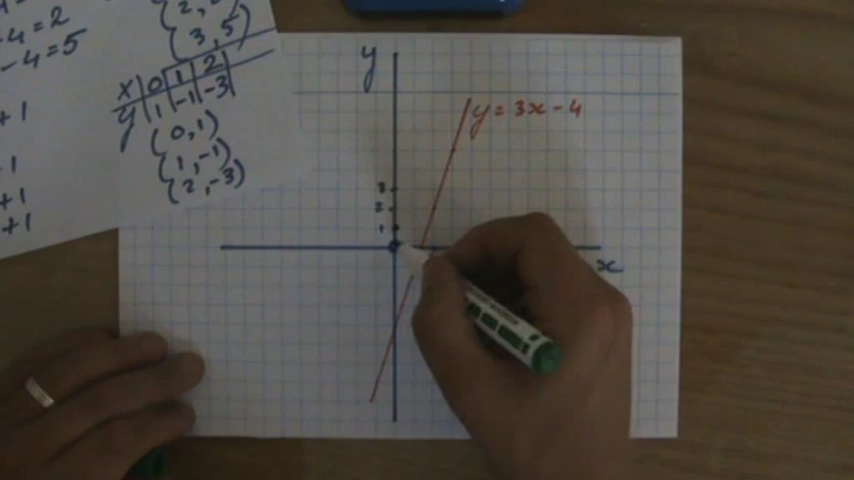 -4=2
-4=5
(3,5)
x 0 1 2
y 1 -1 -3
(0,1)
(1,-1)
(2,-3)
+1
-1
+1
+1
y
y = 3x - 4
3
2
1
x